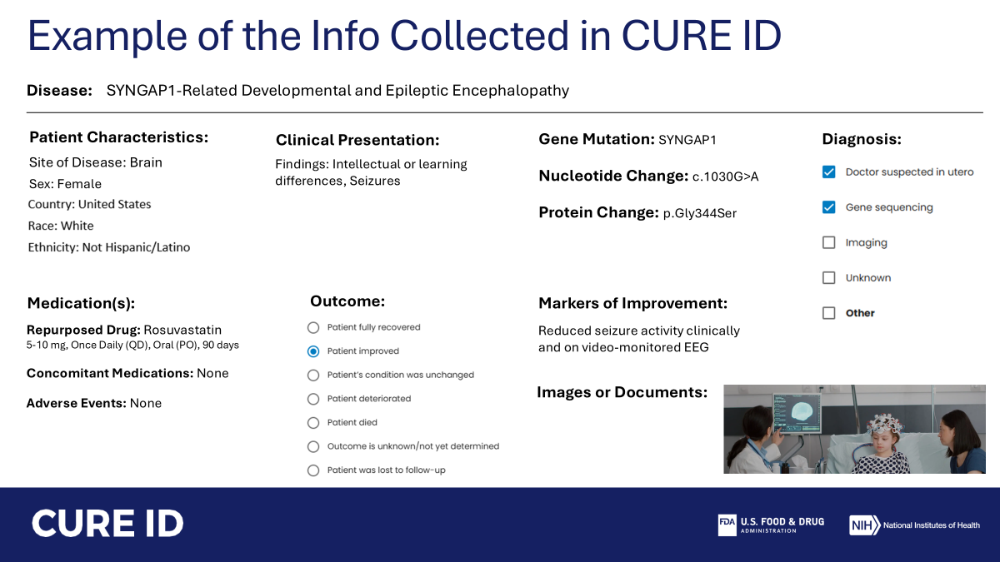 Example of the Info Collected in CURE ID
Disease: SYNGAP1-Related Developmental and Epileptic Encephalopathy
Patient Characteristics:
Site of Disease: Brain
Sex: Female
Country: United States
Race: White
Ethnicity: Not Hispanic/Latino
Clinical Presentation:
Findings: Intellectual or learning
differences, Seizures
Gene Mutation: SYNGAP1
Nucleotide Change: c.1030G>A
Protein Change: p.Gly344Ser
Diagnosis:
Doctor suspected in utero
Gene sequencing
Imaging
Unknown
Other
Medication(s):
Repurposed Drug: Rosuvastatin
5-10 mg, Once Daily (QD), Oral (PO), 90 days
Concomitant Medications: None
Adverse Events: None
Outcome:
Patient fully recovered
Patient improved
Patient's condition was unchanged
Patient deteriorated
Patient died
Outcome is unknown/not yet determined
Patient was lost to follow-up
Markers of Improvement:
Reduced seizure activity clinically
and on video-monitored EEG
Images or Documents:
CURE ID
FDA U.S. FOOD & DRUG
ADMINISTRATION
NIH National Institutes of Health